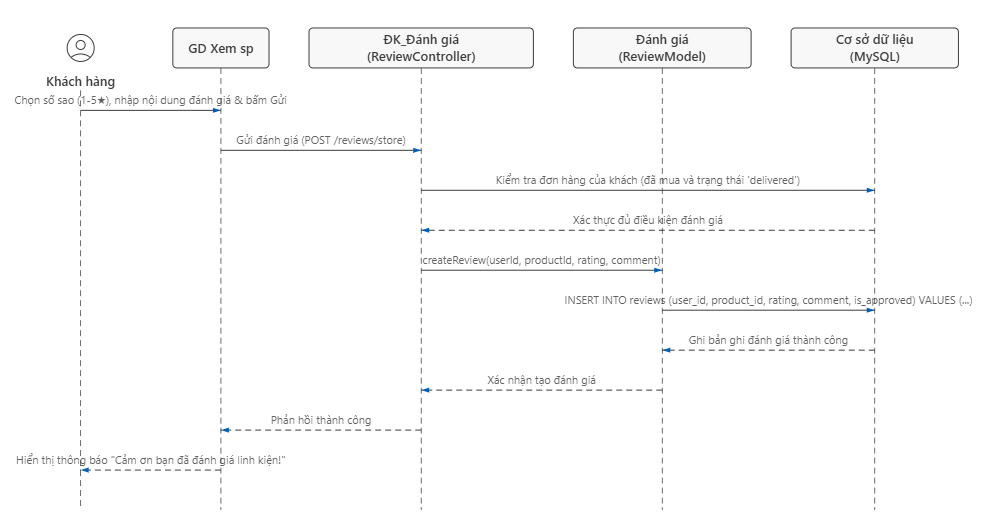 Khách hàng
GD Xem sp
ĐK_Đánh giá
(ReviewController)
Đánh giá
(ReviewModel)
Cơ sở dữ liệu
(MySQL)
Chọn số sao (1-5★), nhập nội dung đánh giá & bấm Gửi
Gửi đánh giá (POST /reviews/store)
Kiểm tra đơn hàng của khách (đã mua và trạng thái 'delivered')
Xác thực đủ điều kiện đánh giá
createReview(userId, productId, rating, comment)
INSERT INTO reviews (user_id, product_id, rating, comment, is_approved) VALUES (...)
Ghi bản ghi đánh giá thành công
Xác nhận tạo đánh giá
Phản hồi thành công
Hiển thị thông báo "Cảm ơn bạn đã đánh giá linh kiện!"